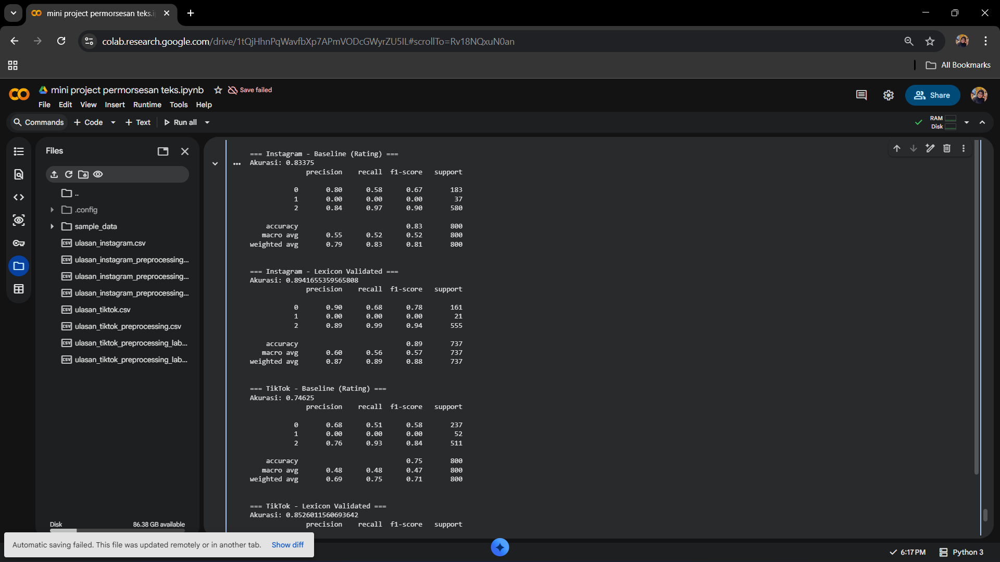 mini project permorsesan teks.i
colab.research.google.com/drive/1tQjHhnPqWavfbXp7APmVODcGWyrZU5IL#scrollTo=Rv18NQxuN0an
All Bookmarks
mini project permorsesan teks.ipynb
Save failed
File Edit View Insert Runtime Tools Help
Share
Commands + Code + Text Run all
RAM
Disk
Files
..
.config
sample_data
ulasan_instagram.csv
ulasan_instagram_preprocessing...
ulasan_instagram_preprocessing...
ulasan_instagram_preprocessing...
ulasan_tiktok.csv
ulasan_tiktok_preprocessing.csv
ulasan_tiktok_preprocessing_lab...
ulasan_tiktok_preprocessing_lab...
Disk 86.38 GB available
=== Instagram - Baseline (Rating) ===
Akurasi: 0.83375
precision recall f1-score support
0 0.80 0.58 0.67 183
1 0.00 0.00 0.00 37
2 0.84 0.97 0.90 580
accuracy 0.83 800
macro avg 0.55 0.52 0.52 800
weighted avg 0.79 0.83 0.81 800
=== Instagram - Lexicon Validated ===
Akurasi: 0.8941655359565808
precision recall f1-score support
0 0.90 0.68 0.78 161
1 0.00 0.00 0.00 21
2 0.89 0.99 0.94 555
accuracy 0.89 737
macro avg 0.60 0.56 0.57 737
weighted avg 0.87 0.89 0.88 737
=== TikTok - Baseline (Rating) ===
Akurasi: 0.74625
precision recall f1-score support
0 0.68 0.51 0.58 237
1 0.00 0.00 0.00 52
2 0.76 0.93 0.84 511
accuracy 0.75 800
macro avg 0.48 0.48 0.47 800
weighted avg 0.69 0.75 0.71 800
=== TikTok - Lexicon Validated ===
Akurasi: 0.8526011560693642
precision recall f1-score support
Automatic saving failed. This file was updated remotely or in another tab. Show diff
6:17 PM Python 3